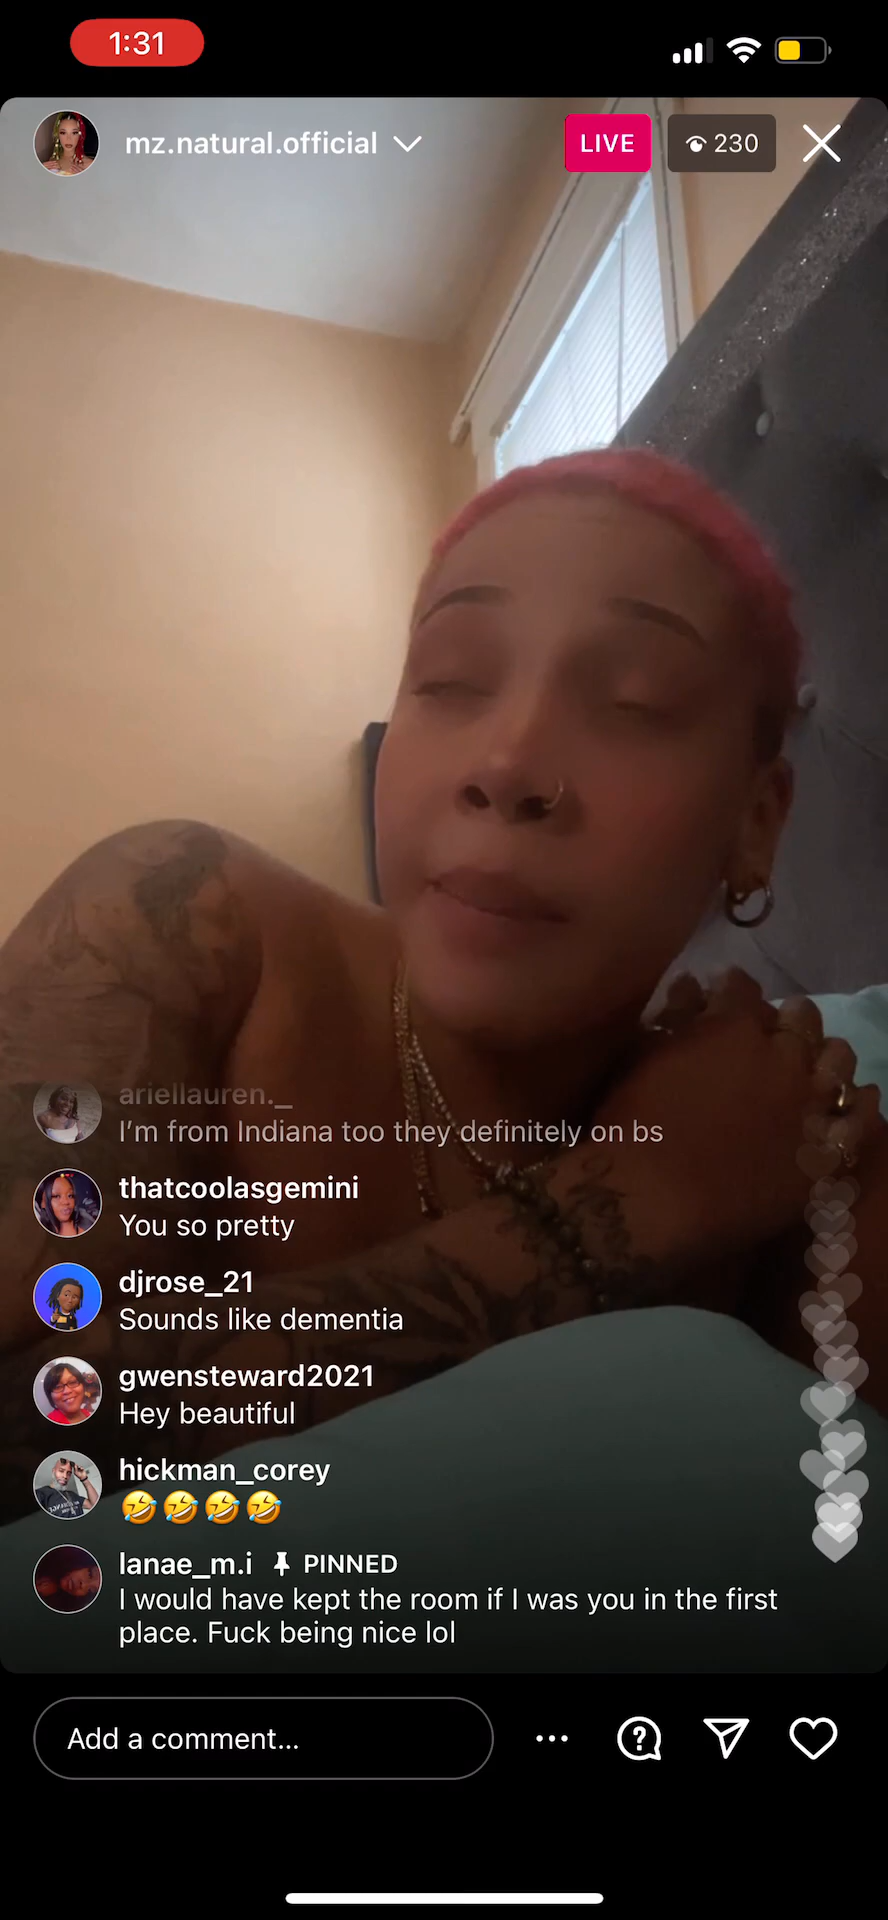 1:31
mz.natural.official
LIVE
230
ariellauren._
I'm from Indiana too they definitely on bs
thatcoolasgemini
You so pretty
djrose_21
Sounds like dementia
gwensteward2021
Hey beautiful
hickman_corey
🤣🤣🤣🤣
lanae_m.i PINNED
I would have kept the room if I was you in the first
place. Fuck being nice lol
Add a comment...